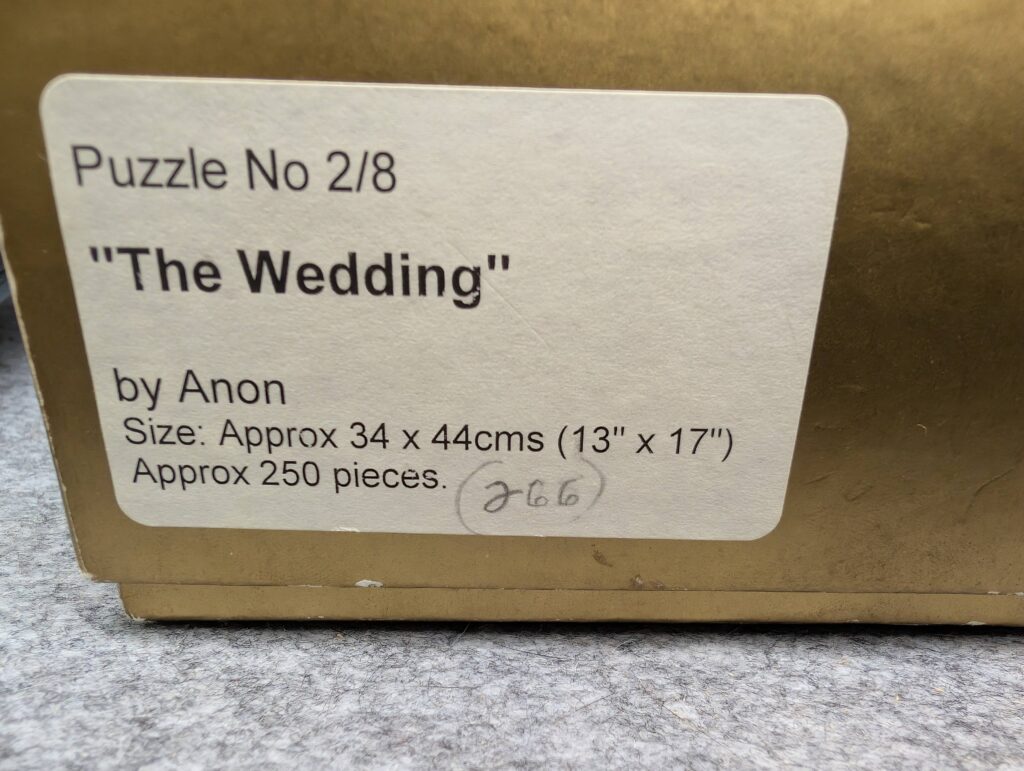 Puzzle No 2/8
"The Wedding"
by Anon
Size: Approx 34 x 44cms (13" x 17")
Approx 250 pieces. (266)